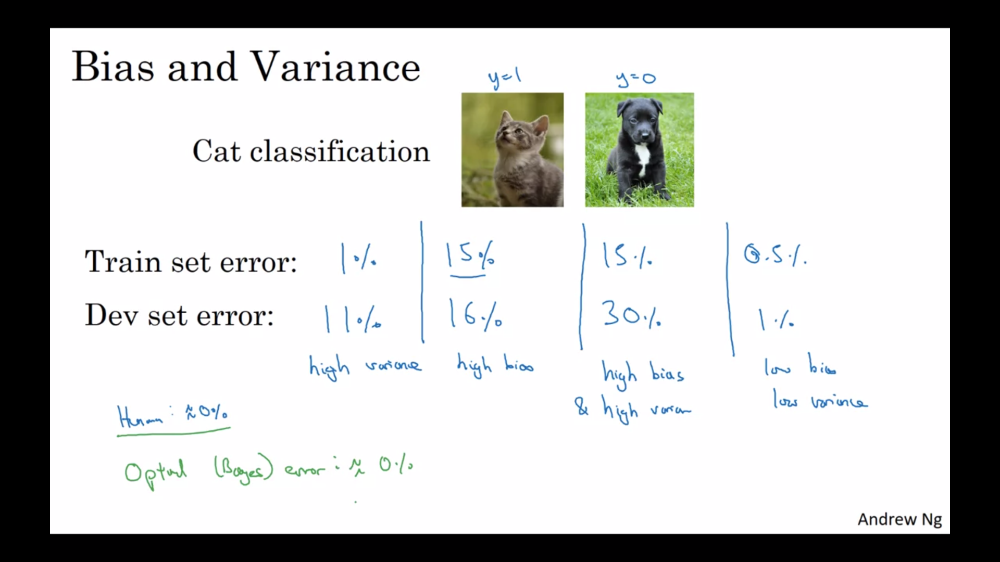 Bias and Variance
y=1 y=0
Cat classification
Train set error: 1% 15% 15% 0.5%
Dev set error: 11% 16% 30% 1%
high variance high bias high bias low bias
& high varian low variance
Human: ≈0%
Optimal (Bayes) error: ≈ 0%
Andrew Ng